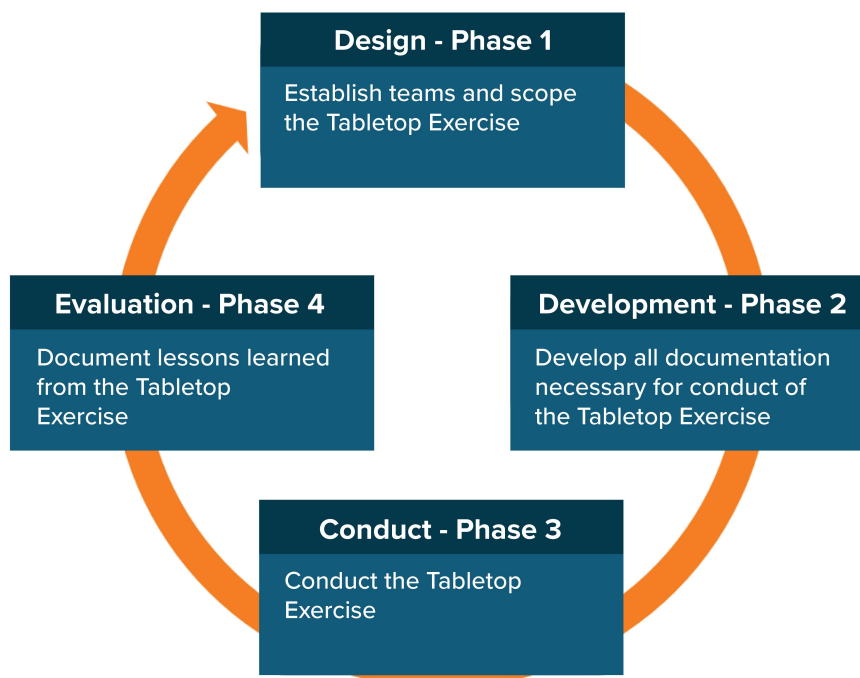 Design - Phase 1
Establish teams and scope
the Tabletop Exercise
Evaluation - Phase 4
Document lessons learned
from the Tabletop
Exercise
Development - Phase 2
Develop all documentation
necessary for conduct of
the Tabletop Exercise
Conduct - Phase 3
Conduct the Tabletop
Exercise